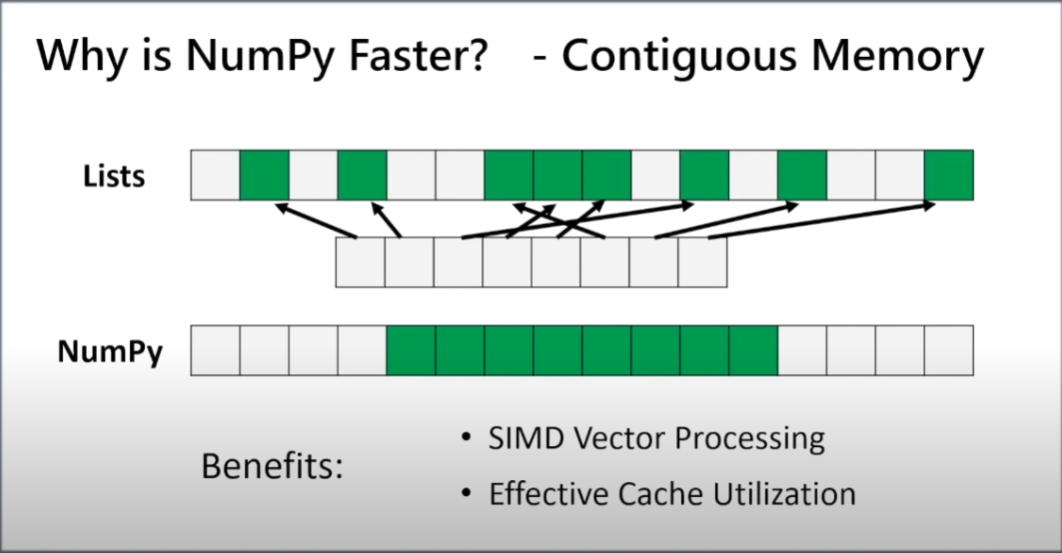 Why is NumPy Faster? - Contiguous Memory
Lists
NumPy
Benefits:
• SIMD Vector Processing
• Effective Cache Utilization